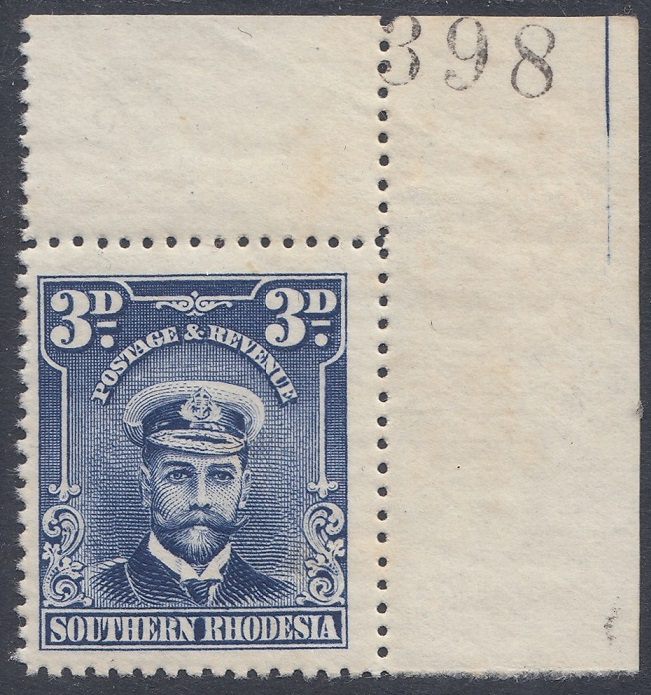 398
3D. 3D.
POSTAGE & REVENUE
SOUTHERN RHODESIA